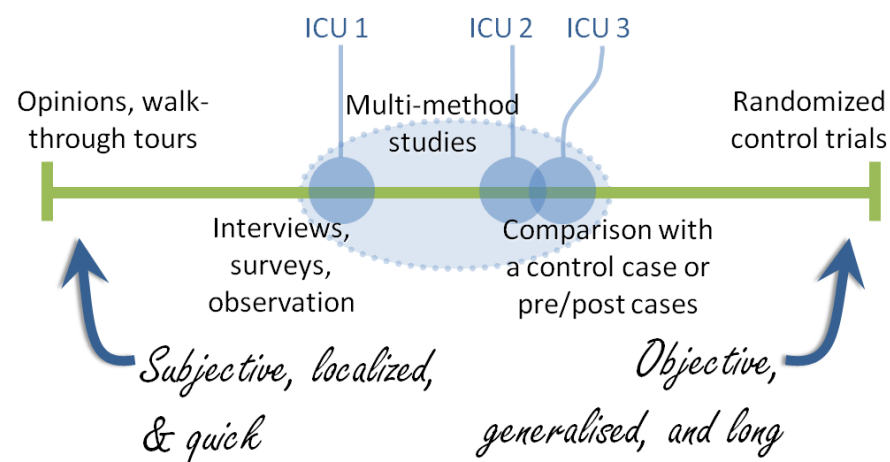 ICU 1
ICU 2
ICU 3
Opinions, walk-
through tours
Multi-method
studies
Randomized
control trials
Interviews,
surveys,
observation
Comparison with
a control case or
pre/post cases
Subjective, localized,
& quick
Objective,
generalised, and long